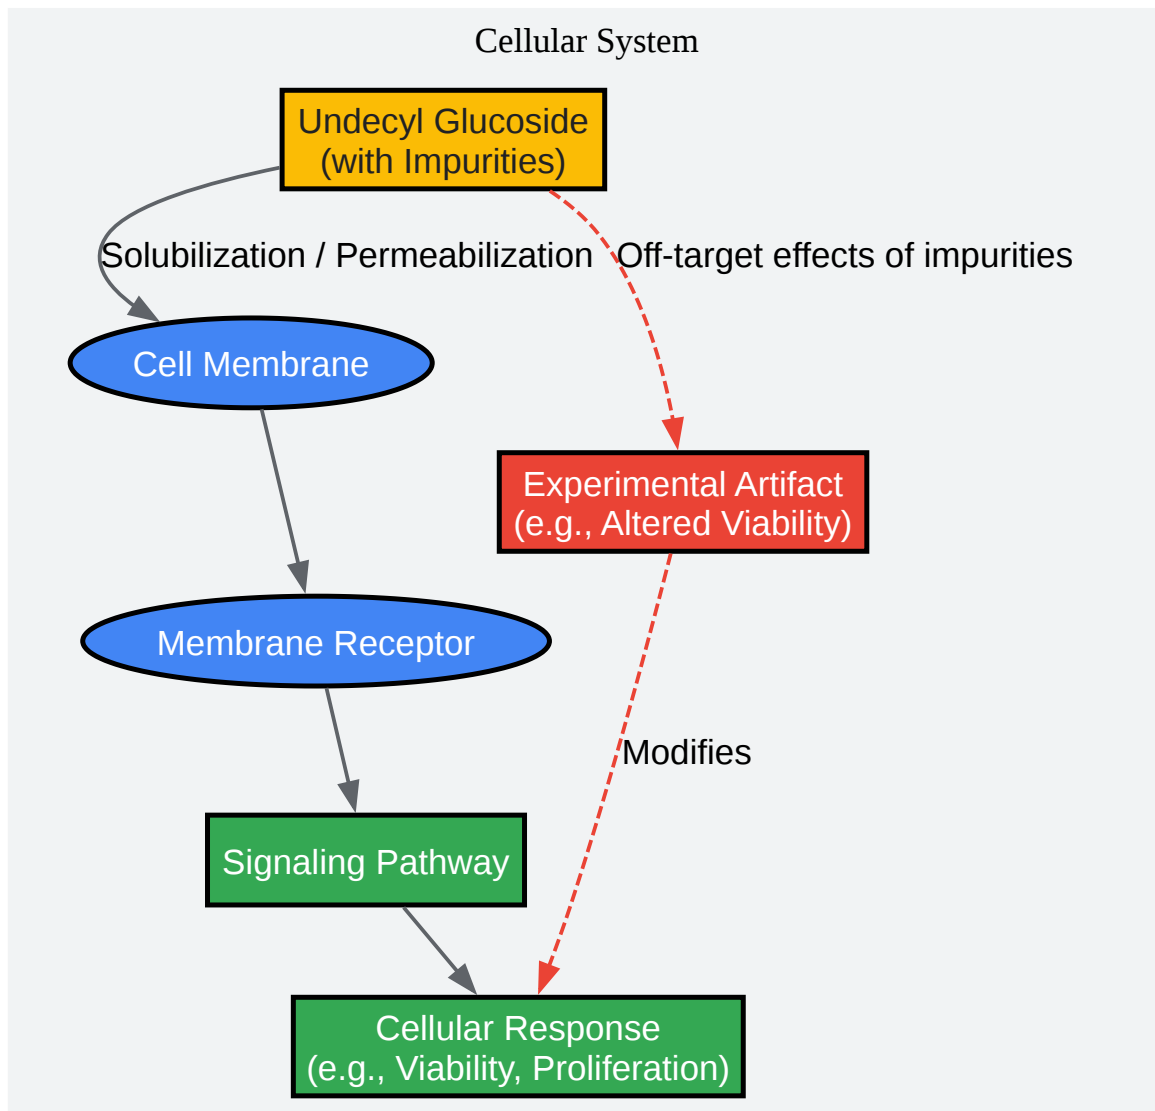 Cellular System
Undecyl Glucoside
(with Impurities)
Solubilization / Permeabilization
Off-target effects of impurities
Cell Membrane
Experimental Artifact
(e.g., Altered Viability)
Membrane Receptor
Modifies
Signaling Pathway
Cellular Response
(e.g., Viability, Proliferation)